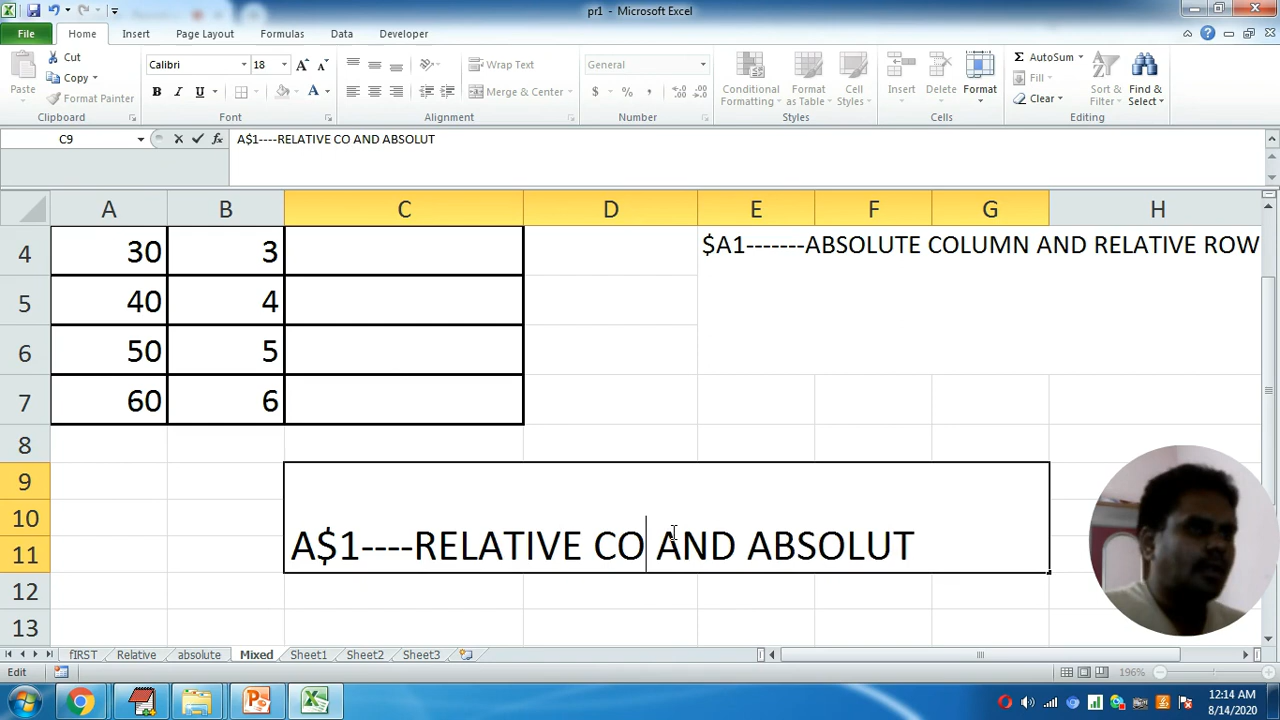 pr1 - Microsoft Excel
File Home Insert Page Layout Formulas Data Developer
Paste Cut Copy Format Painter
Calibri 18 A A
B I U A
Wrap Text
Merge & Center
General
$ % ,
Conditional Formatting Format as Table Cell Styles
Insert Delete Format
Σ AutoSum Fill Clear
Sort & Filter Find & Select
Clipboard Font Alignment Number Styles Cells Editing
C9 fx A$1----RELATIVE CO AND ABSOLUT
A B C D E F G H
4 30 3 $A1-------ABSOLUTE COLUMN AND RELATIVE ROW
5 40 4
6 50 5
7 60 6
8
9
10
11 A$1----RELATIVE CO AND ABSOLUT
12
13
fIRST Relative absolute Mixed Sheet1 Sheet2 Sheet3
Edit 196%
12:14 AM
8/14/2020